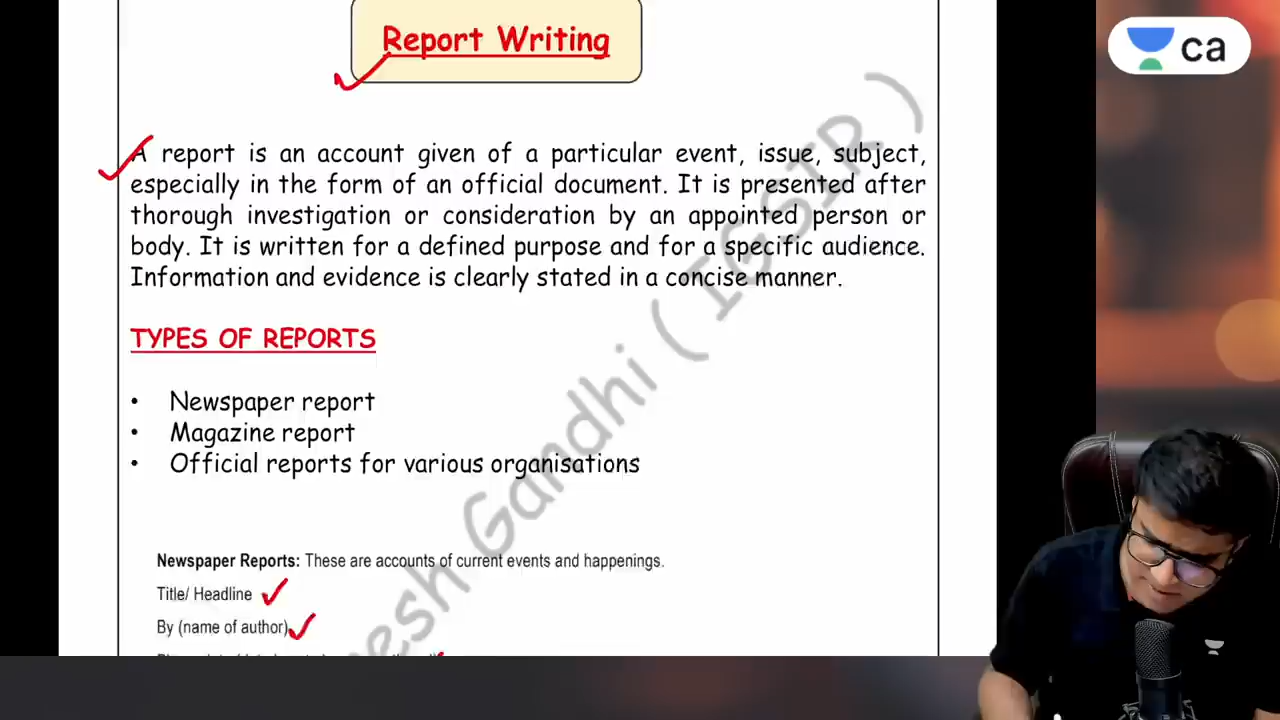 Report Writing
ca
A report is an account given of a particular event, issue, subject,
especially in the form of an official document. It is presented after
thorough investigation or consideration by an appointed person or
body. It is written for a defined purpose and for a specific audience.
Information and evidence is clearly stated in a concise manner.
TYPES OF REPORTS
• Newspaper report
• Magazine report
• Official reports for various organisations
Newspaper Reports: These are accounts of current events and happenings.
Title/ Headline
By (name of author)
esh Gandhi ( IGSIR )